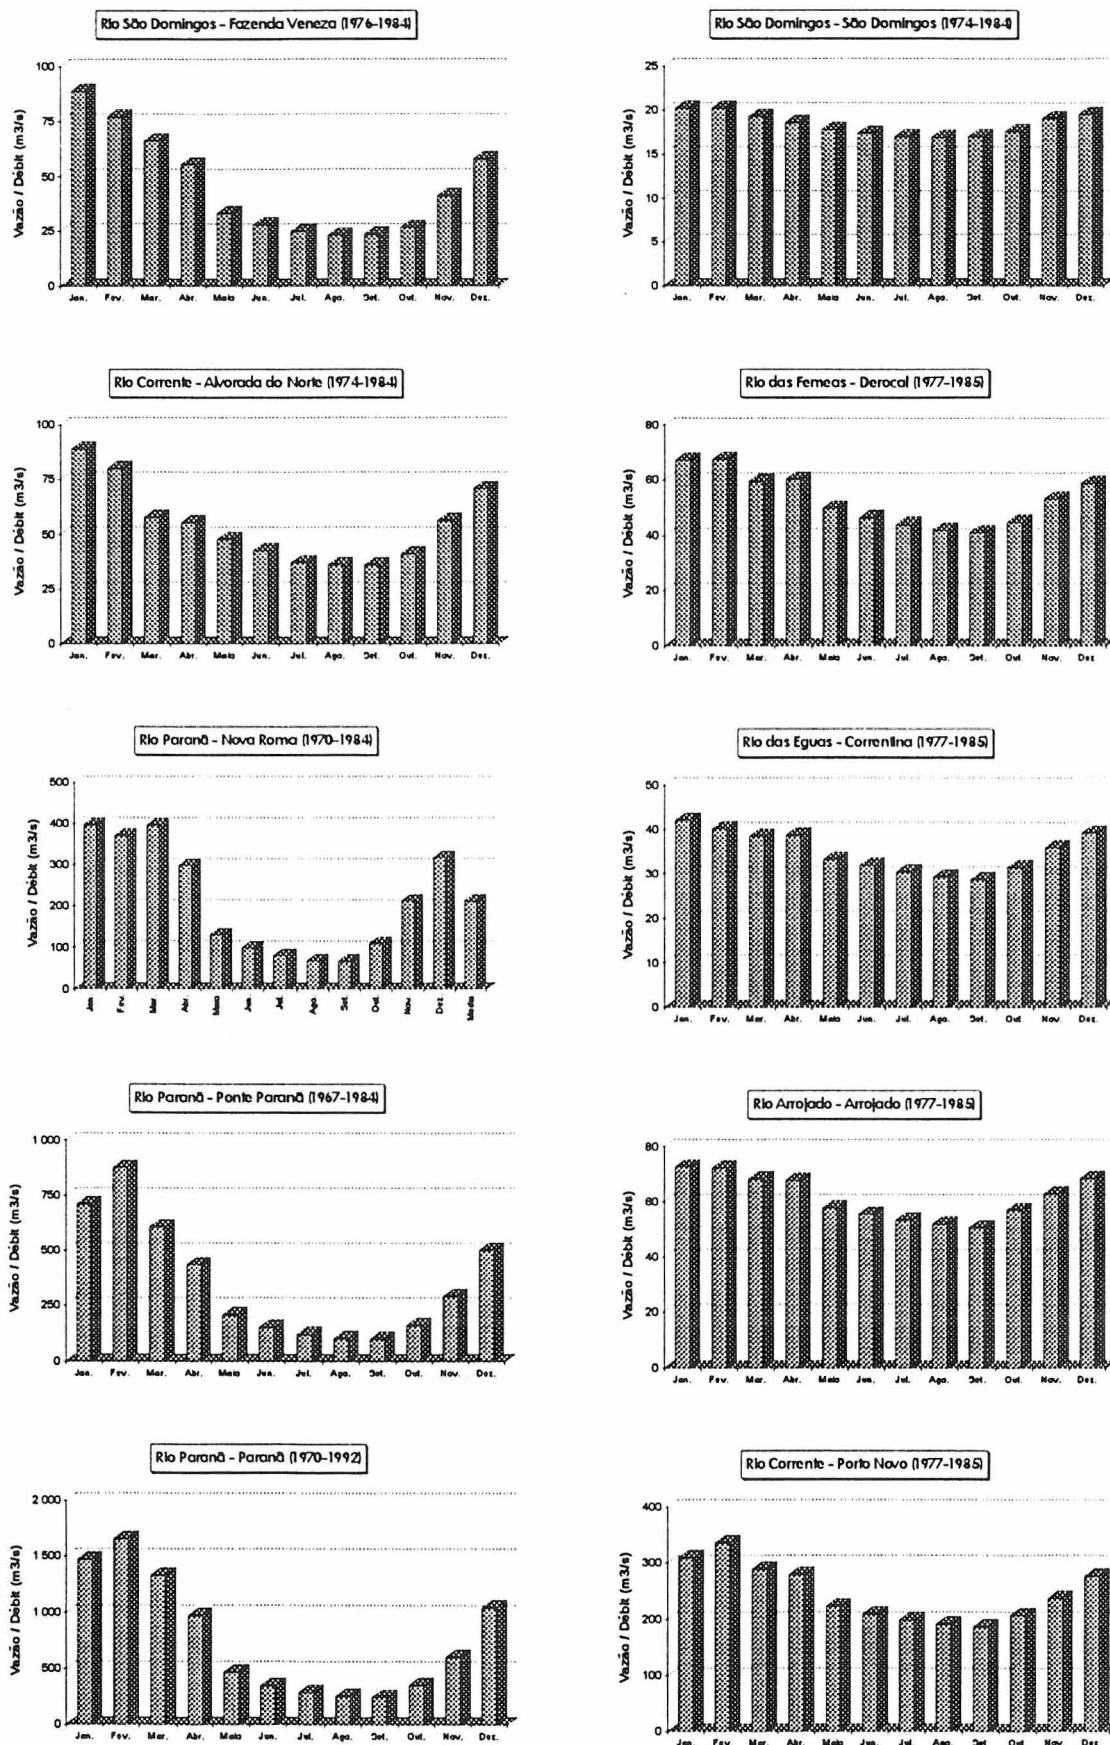 Rio São Domingos - Fazenda Veneza (1976-1984)
Vazão / Débit (m3/s)
100
75
50
25
0
Jan. Fev. Mar. Abr. Maio Jun. Jul. Ago. Set. Out. Nov. Dez.
Rio São Domingos - São Domingos (1974-1984)
Vazão / Débit (m3/s)
25
20
15
10
5
0
Jan. Fev. Mar. Abr. Maio Jun. Jul. Ago. Set. Out. Nov. Dez.
Rio Corrente - Alvorada do Norte (1974-1984)
Vazão / Débit (m3/s)
100
75
50
25
0
Jan. Fev. Mar. Abr. Maio Jun. Jul. Ago. Set. Out. Nov. Dez.
Rio das Femeas - Derocal (1977-1985)
Vazão / Débit (m3/s)
80
60
40
20
0
Jan. Fev. Mar. Abr. Maio Jun. Jul. Ago. Set. Out. Nov. Dez
Rio Paranã - Nova Roma (1970-1984)
Vazão / Débit (m3/s)
500
400
300
200
100
0
Jan Fev. Mar. Abr. Maio Jun. Jul. Ago. Set. Out. Nov. Dez. Media
Rio das Eguas - Correntina (1977-1985)
Vazão / Débit (m3/s)
50
40
30
20
10
0
Jan. Fev. Mar. Abr. Maio Jun. Jul. Ago. Set. Out. Nov. Dez.
Rio Paranã - Ponte Paranã (1967-1984)
Vazão / Débit (m3/s)
1 000
750
500
250
0
Jan. Fev. Mar. Abr. Maio Jun. Jul. Ago. Set. Out. Nov. Dez.
Rio Arrojado - Arrojado (1977-1985)
Vazão / Débit (m3/s)
80
60
40
20
0
Jan. Fev. Mar. Abr. Maio Jun. Jul. Ago. Set. Out. Nov. Dez.
Rio Paranã - Paranã (1970-1992)
Vazão / Débit (m3/s)
2 000
1 500
1 000
500
0
Jan. Fev. Mar. Abr. Maio Jun. Jul. Ago. Set. Out. Nov. Dez.
Rio Corrente - Porto Novo (1977-1985)
Vazão / Débit (m3/s)
400
300
200
100
0
Jan. Fev. Mar. Abr. Maio Jun. Jul. Ago. Set. Out. Nov. Dez.